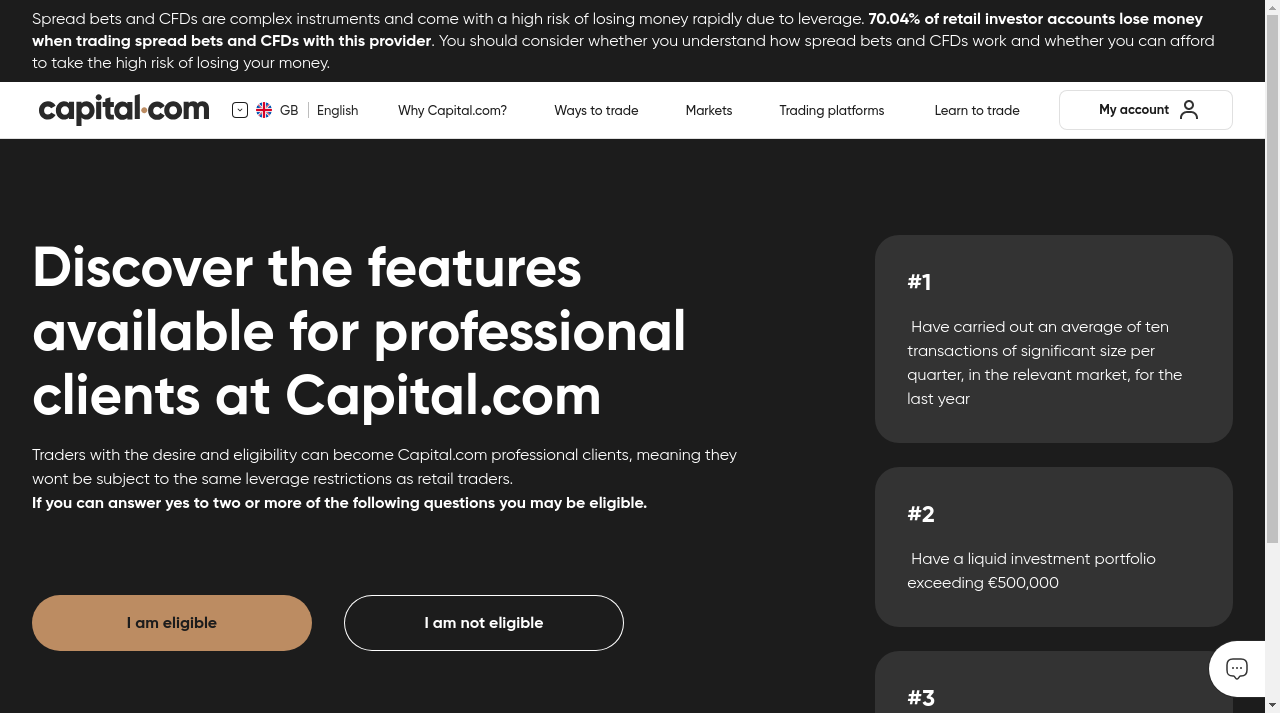 Spread bets and CFDs are complex instruments and come with a high risk of losing money rapidly due to leverage. 70.04% of retail investor accounts lose money
when trading spread bets and CFDs with this provider. You should consider whether you understand how spread bets and CFDs work and whether you can afford
to take the high risk of losing your money.
capital.com
GB English
Why Capital.com?
Ways to trade
Markets
Trading platforms
Learn to trade
My account
Discover the features
available for professional
clients at Capital.com
Traders with the desire and eligibility can become Capital.com professional clients, meaning they
wont be subject to the same leverage restrictions as retail traders.
If you can answer yes to two or more of the following questions you may be eligible.
I am eligible
I am not eligible
#1
Have carried out an average of ten
transactions of significant size per
quarter, in the relevant market, for the
last year
#2
Have a liquid investment portfolio
exceeding €500,000
#3